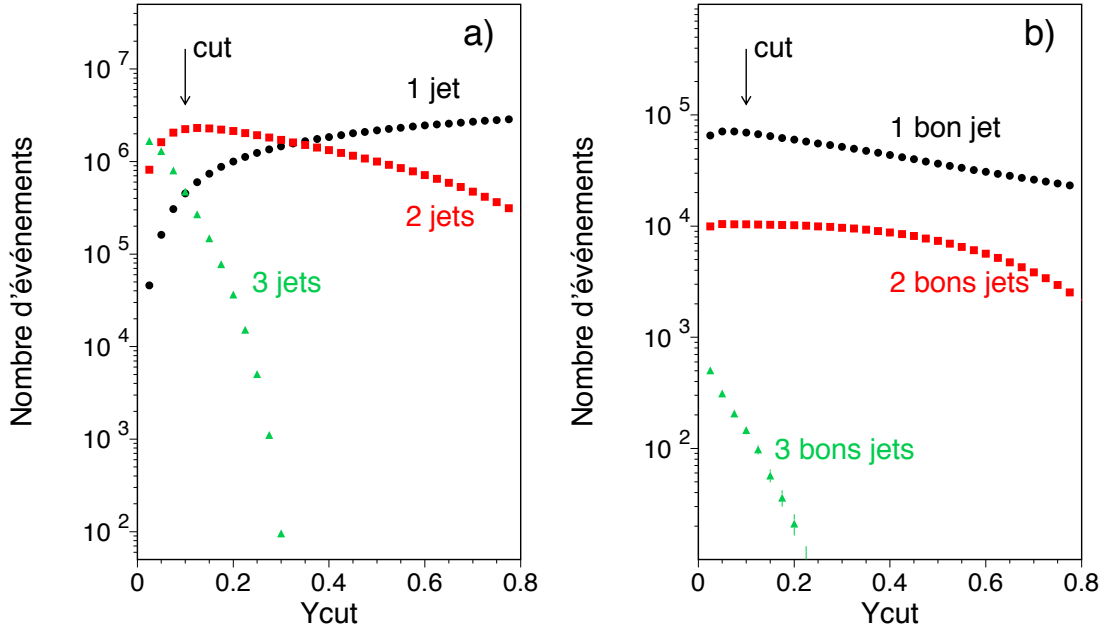 a)
cut
10^7
1 jet
10^6
2 jets
10^5
3 jets
10^4
10^3
10^2
0
0.2
0.4
0.6
0.8
Ycut
Nombre d'événements
b)
cut
10^5
1 bon jet
10^4
2 bons jets
10^3
3 bons jets
10^2
0
0.2
0.4
0.6
0.8
Ycut
Nombre d'événements